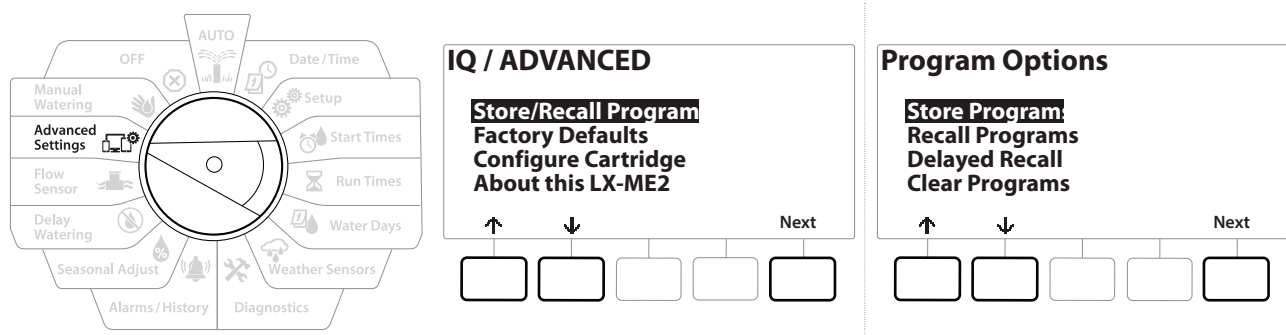 AUTO
OFF
Date / Time
Manual
Watering
Setup
Advanced
Settings
Start Times
Flow
Sensor
Run Times
Delay
Watering
Water Days
Seasonal Adjust
Weather Sensors
Alarms / History
Diagnostics
IQ / ADVANCED
Store/Recall Program
Factory Defaults
Configure Cartridge
About this LX-ME2
Next
Program Options
Store Programs
Recall Programs
Delayed Recall
Clear Programs
Next